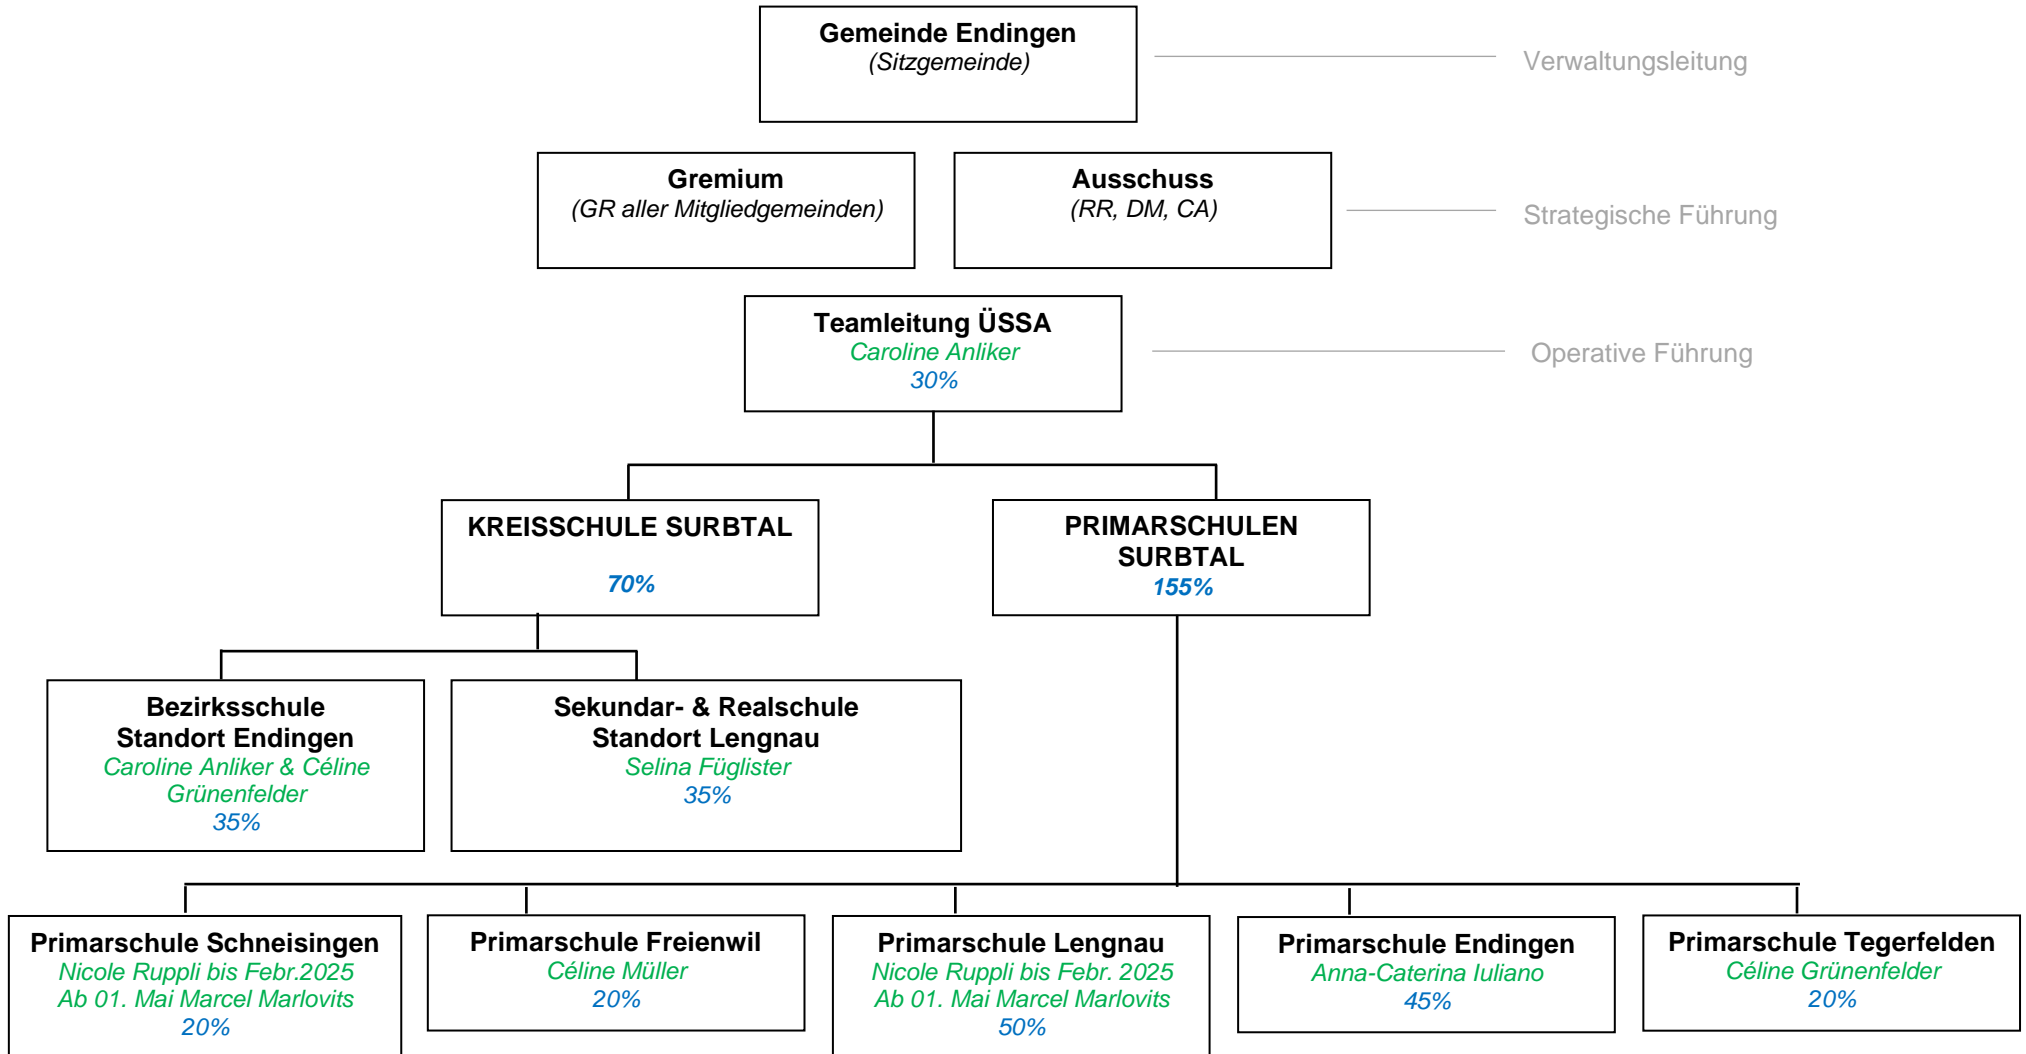 Gemeinde Endingen
(Sitzgemeinde)
Verwaltungsleitung
Gremium
(GR aller Mitgliedgemeinden)
Ausschuss
(RR, DM, CA)
Strategische Führung
Teamleitung ÜSSA
Caroline Anliker
30%
Operative Führung
KREISSCHULE SURBTAL
70%
PRIMARSCHULEN
SURBTAL
155%
Bezirksschule
Standort Endingen
Caroline Anliker & Céline
Grünenfelder
35%
Sekundar- & Realschule
Standort Lengnau
Selina Füglister
35%
Primarschule Schneisingen
Nicole Ruppli bis Febr.2025
Ab 01. Mai Marcel Marlovits
20%
Primarschule Freienwil
Céline Müller
20%
Primarschule Lengnau
Nicole Ruppli bis Febr. 2025
Ab 01. Mai Marcel Marlovits
50%
Primarschule Endingen
Anna-Caterina Iuliano
45%
Primarschule Tegerfelden
Céline Grünenfelder
20%